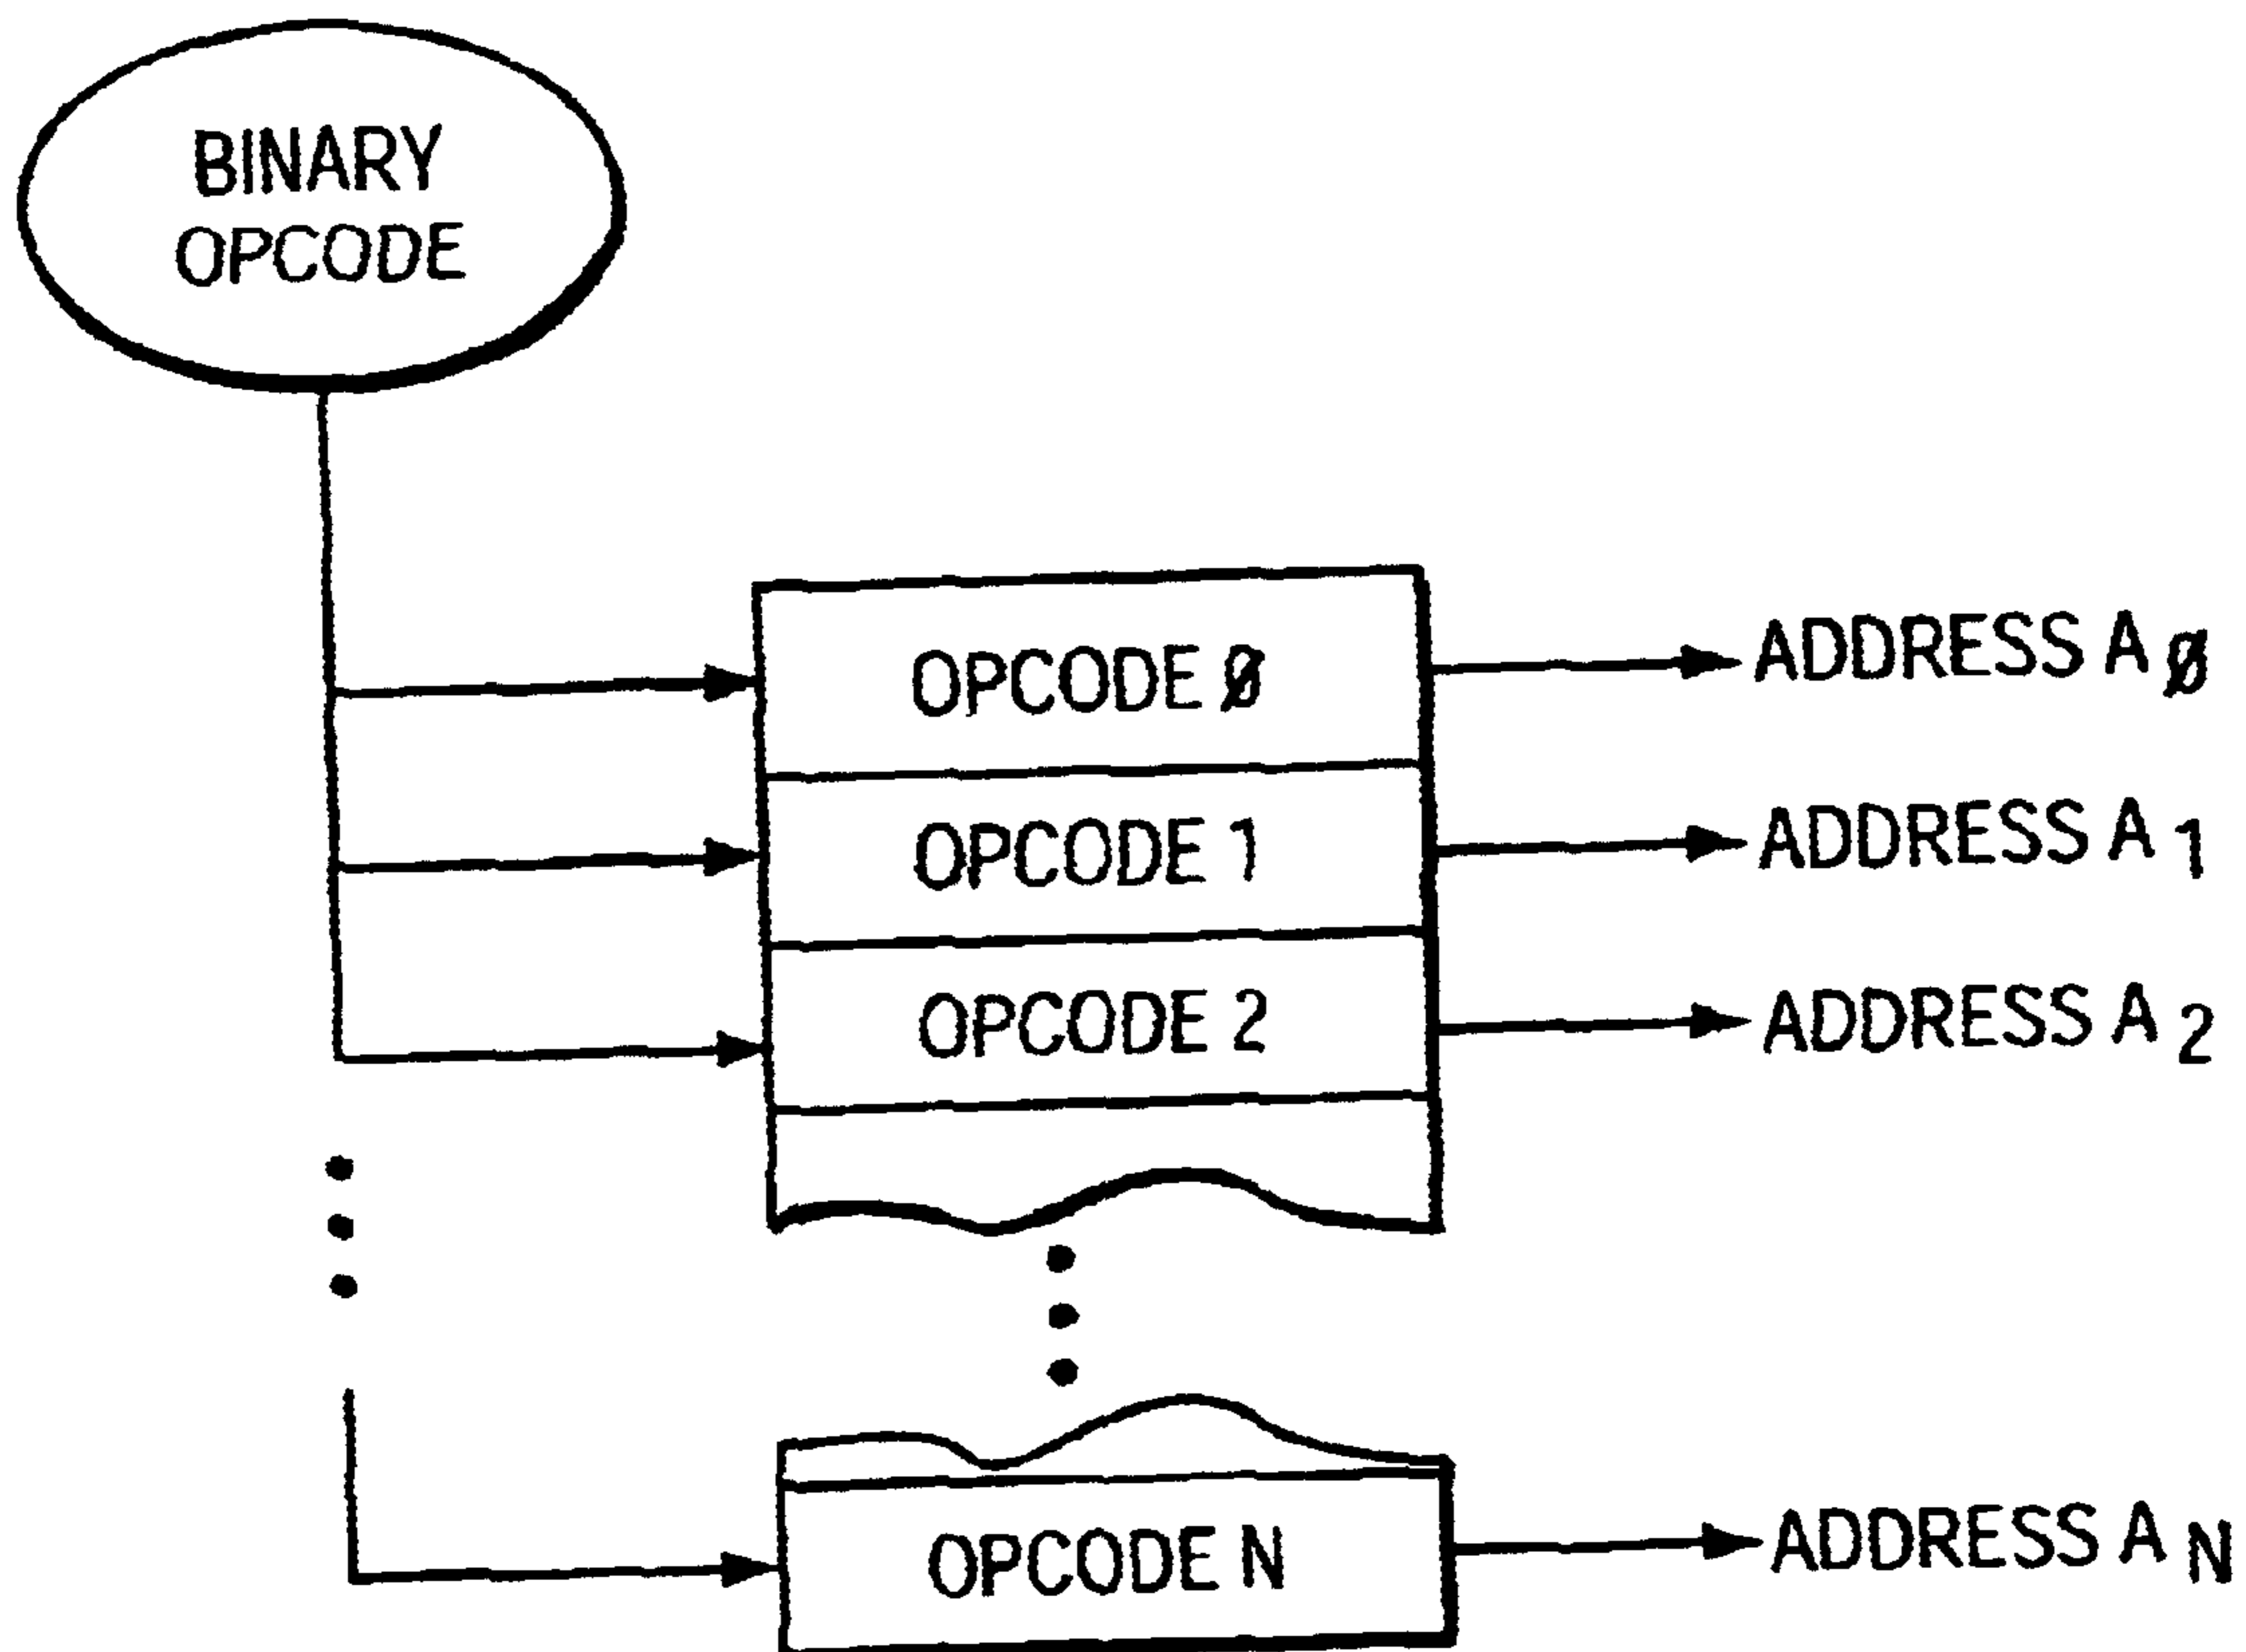 BINARY
OPCODE
OPCODE Ø
ADDRESS A Ø
OPCODE 1
ADDRESS A 1
OPCODE 2
ADDRESS A 2
OPCODE N
ADDRESS A N